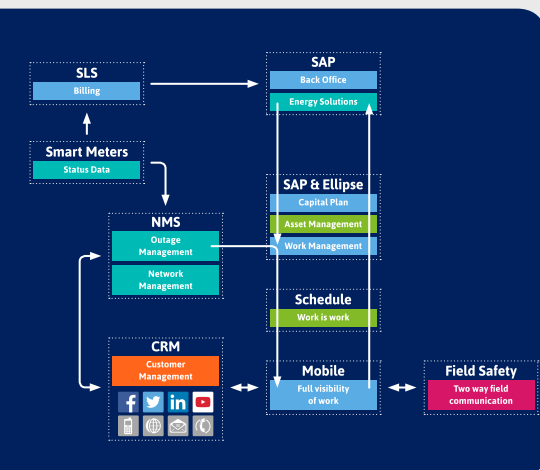 SLS
Billing
SAP
Back Office
Energy Solutions
Smart Meters
Status Data
SAP & Ellipse
Capital Plan
Asset Management
Work Management
NMS
Outage
Management
Network
Management
Schedule
Work is work
CRM
Customer
Management
Mobile
Full visibility
of work
Field Safety
Two way field
communication